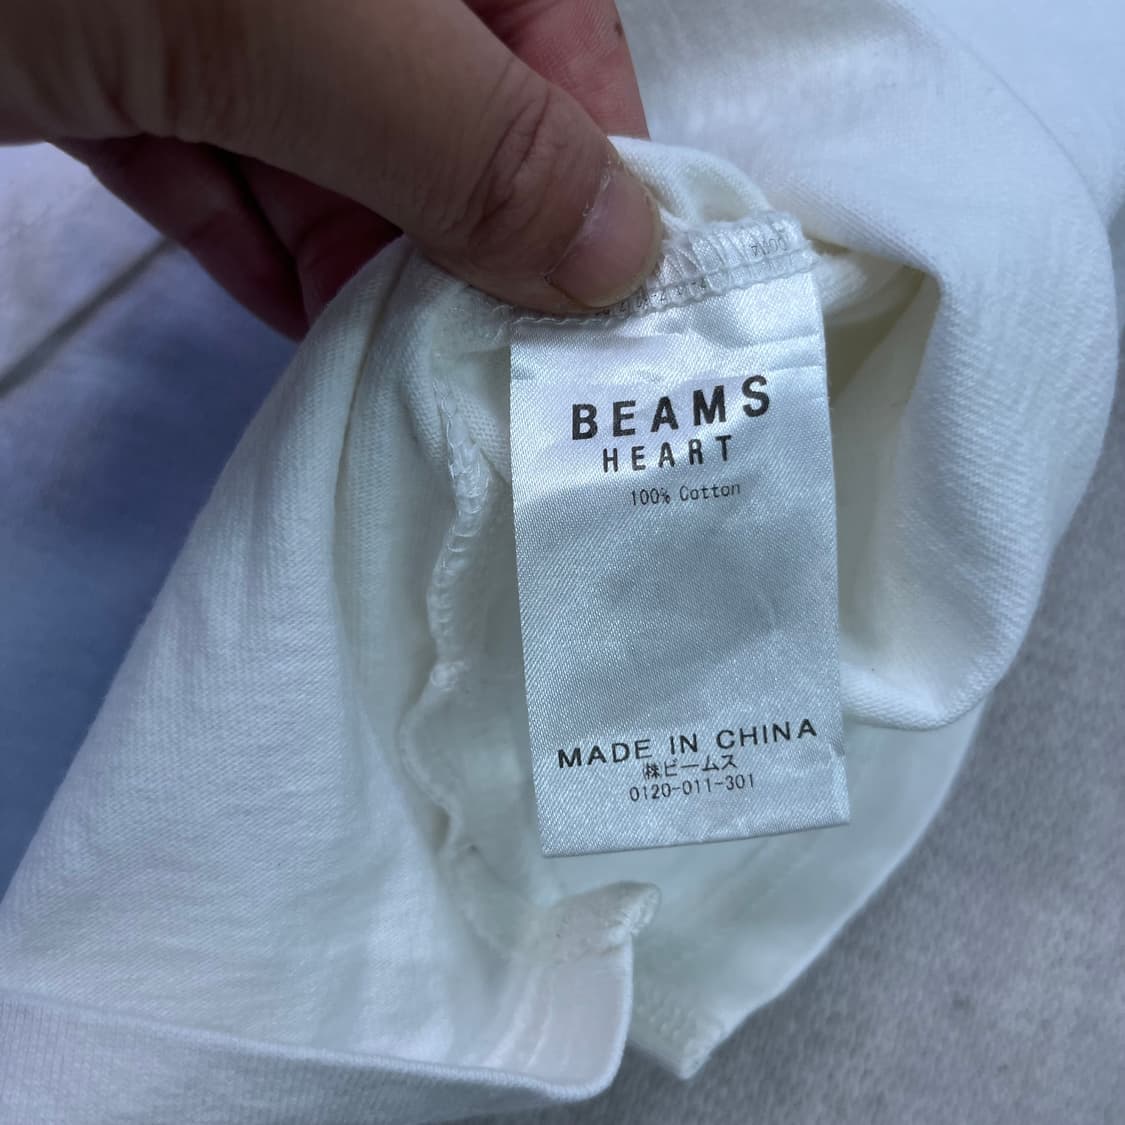 BEAMS
HEART
100% Cotton
MADE IN CHINA
㈱ビームス
0120-011-301